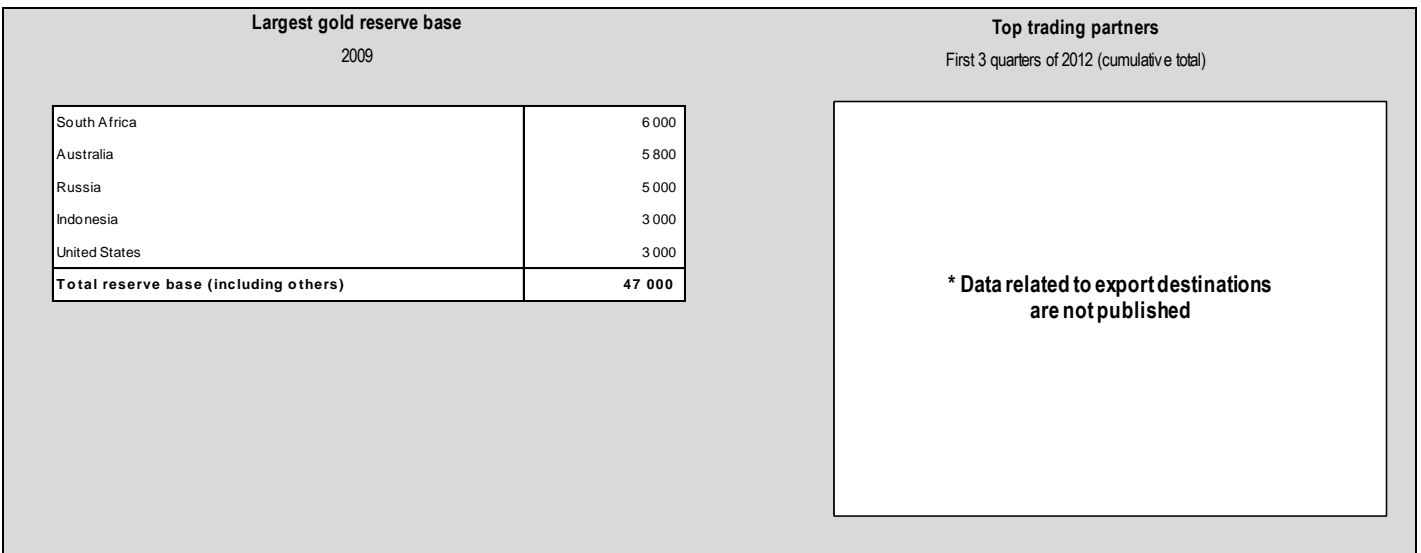 Largest gold reserve base
2009
South Africa 6 000
Australia 5 800
Russia 5 000
Indonesia 3 000
United States 3 000
Total reserve base (including others) 47 000
Top trading partners
First 3 quarters of 2012 (cumulative total)
* Data related to export destinations
are not published